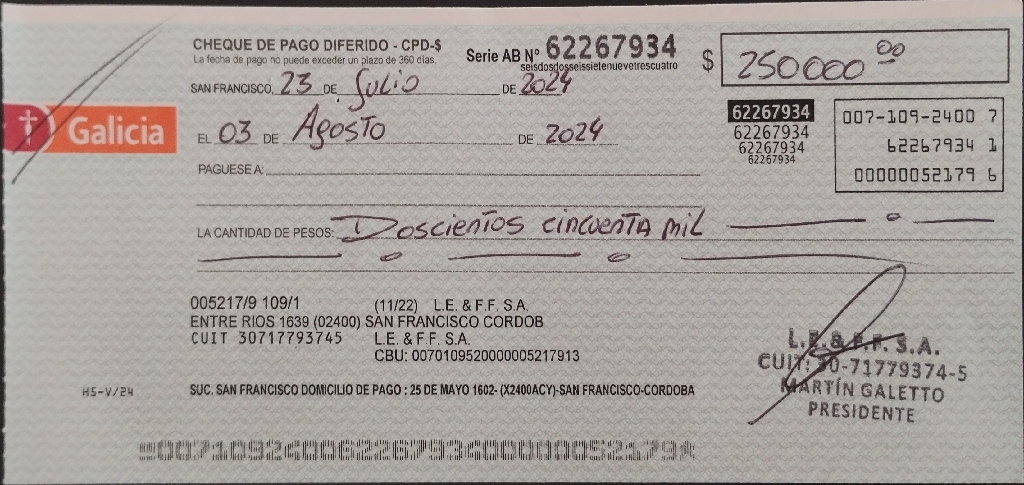 CHEQUE DE PAGO DIFERIDO - CPD-$
La fecha de pago no puede exceder un plazo de 360 días.
Serie AB Nº 62267934
seisdosdosseissietenuevetrescuatro
$ 250000 00
SAN FRANCISCO, 23 DE Julio DE 2024
Galicia
EL 03 DE Agosto DE 2024
62267934
62267934
62267934
62267934
007-109-2400 7
62267934 1
00000052179 6
PAGUESE A:
LA CANTIDAD DE PESOS: Doscientos cincuenta mil
005217/9 109/1 (11/22) L.E. & F.F. S.A.
ENTRE RIOS 1639 (02400) SAN FRANCISCO CORDOB
CUIT 30717793745 L.E. & F.F. S.A.
CBU: 0070109520000005217913
L.E. & F.F. S.A.
CUIT: 30-71779374-5
MARTÍN GALETTO
PRESIDENTE
HS-V/24
SUC. SAN FRANCISCO DOMICILIO DE PAGO : 25 DE MAYO 1602- (X2400ACY)-SAN FRANCISCO-CORDOBA